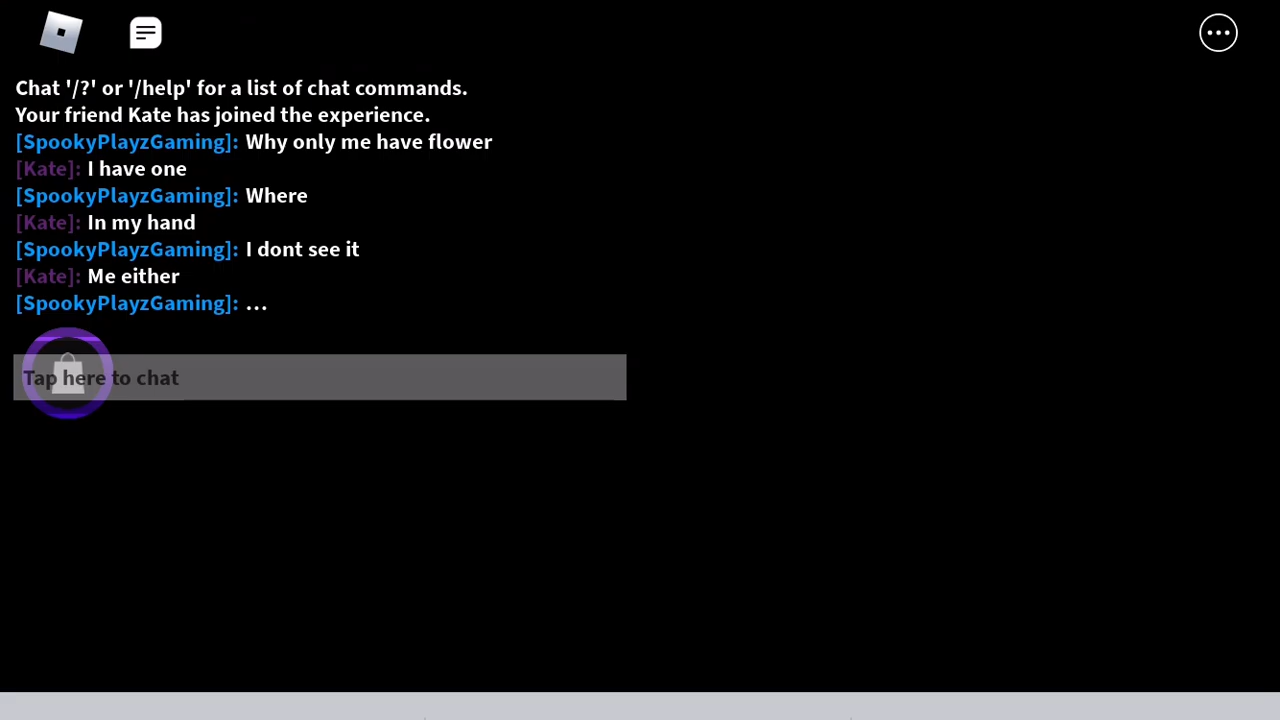 Chat '/?' or '/help' for a list of chat commands.
Your friend Kate has joined the experience.
[SpookyPlayzGaming]: Why only me have flower
[Kate]: I have one
[SpookyPlayzGaming]: Where
[Kate]: In my hand
[SpookyPlayzGaming]: I dont see it
[Kate]: Me either
[SpookyPlayzGaming]: ...
Tap here to chat